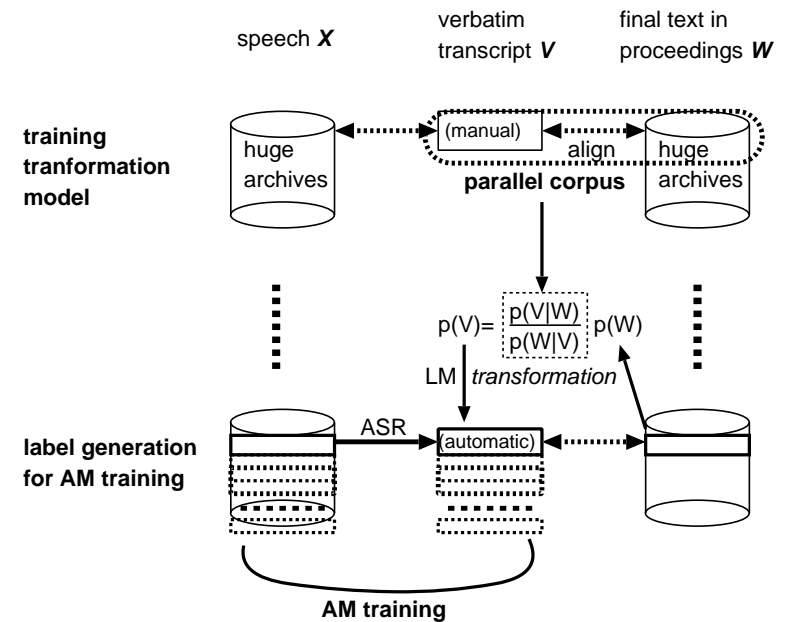 speech X
verbatim
transcript V
final text in
proceedings W
training
tranformation
model
huge
archives
(manual)
align
parallel corpus
huge
archives
p(V)= p(V|W) p(W)
p(W|V)
LM transformation
label generation
for AM training
ASR
(automatic)
AM training